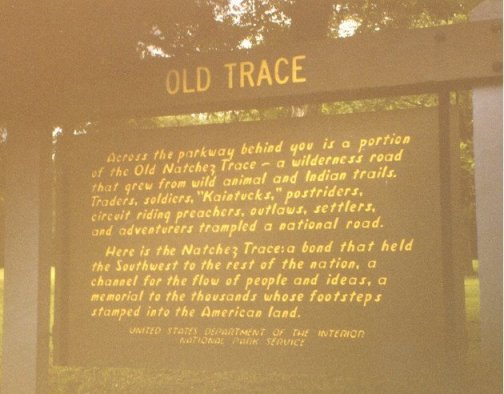 OLD TRACE
Across the parkway behind you is a portion
of the Old Natchez Trace – a wilderness road
that grew from wild animal and Indian trails.
Traders, soldiers, "Kaintucks," postriders,
circuit riding preachers, outlaws, settlers,
and adventurers trampled a national road.
Here is the Natchez Trace: a bond that held
the Southwest to the rest of the nation, a
channel for the flow of people and ideas, a
memorial to the thousands whose footsteps
stamped into the American land.
UNITED STATES DEPARTMENT OF THE INTERIOR
NATIONAL PARK SERVICE